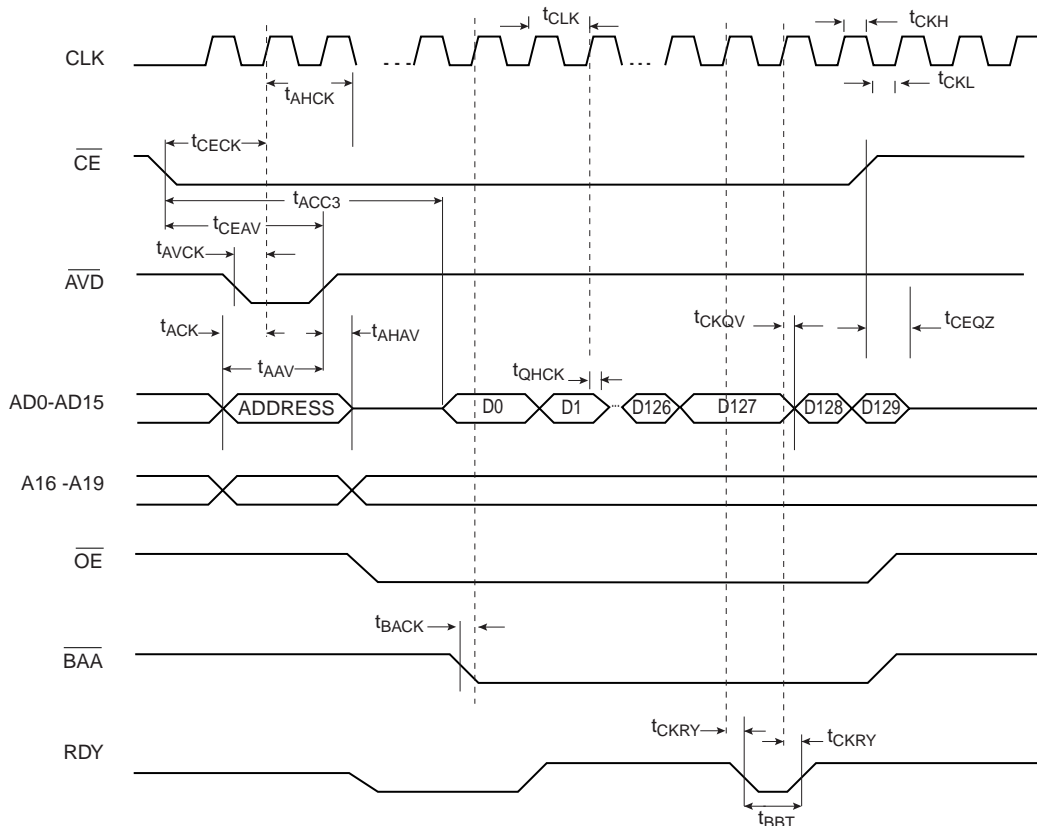 tCLK
tCKH
CLK
tCKL
tAHCK
tCECK
CE
tACC3
tCEAV
tAVCK
AVD
tACK
tAHAV
tCKQV
tCEQZ
tAAV
tQHCK
AD0-AD15
ADDRESS
D0
D1
D126
D127
D128
D129
A16 -A19
OE
tBACK
BAA
tCKRY
tCKRY
RDY
tBBT